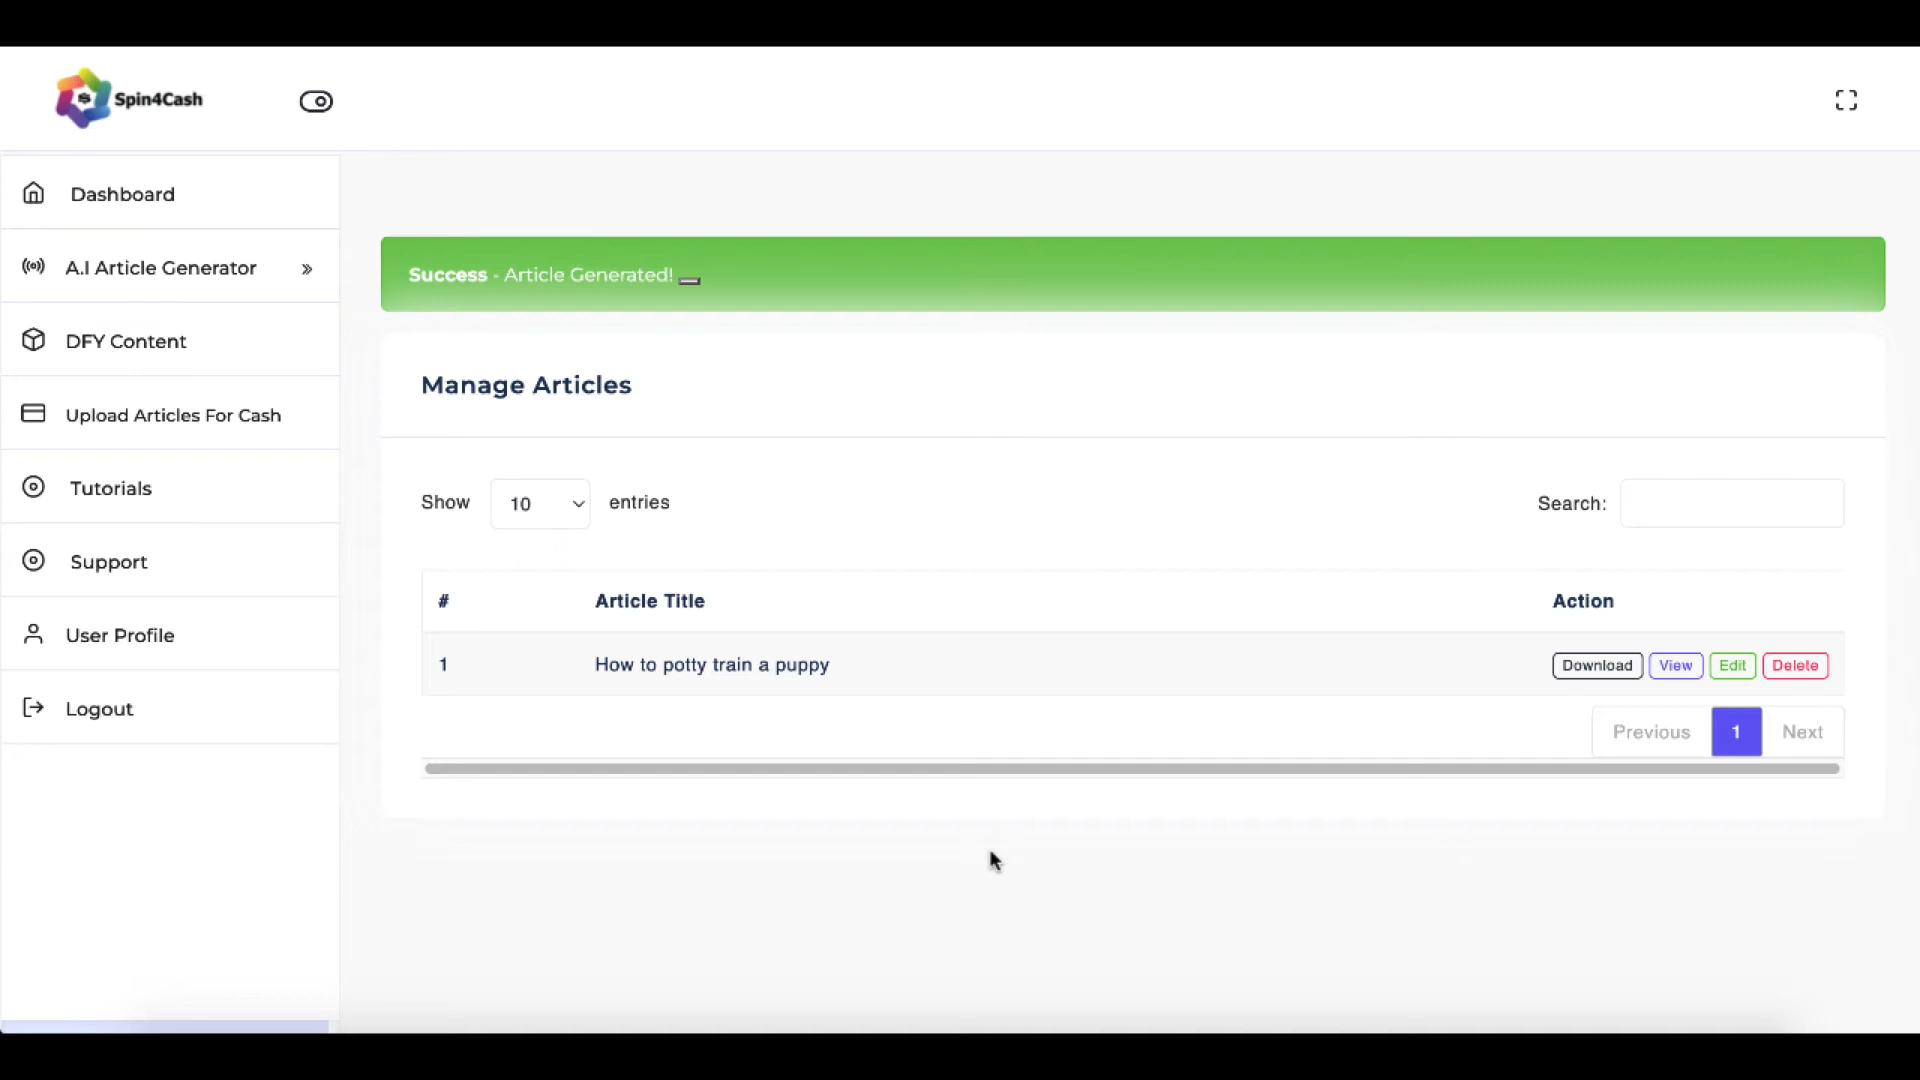 Spin4Cash
Dashboard
A.I Article Generator
DFY Content
Upload Articles For Cash
Tutorials
Support
User Profile
Logout
Success - Article Generated!
Manage Articles
Show 10 entries
Search:
# Article Title Action
1 How to potty train a puppy Download View Edit Delete
Previous 1 Next